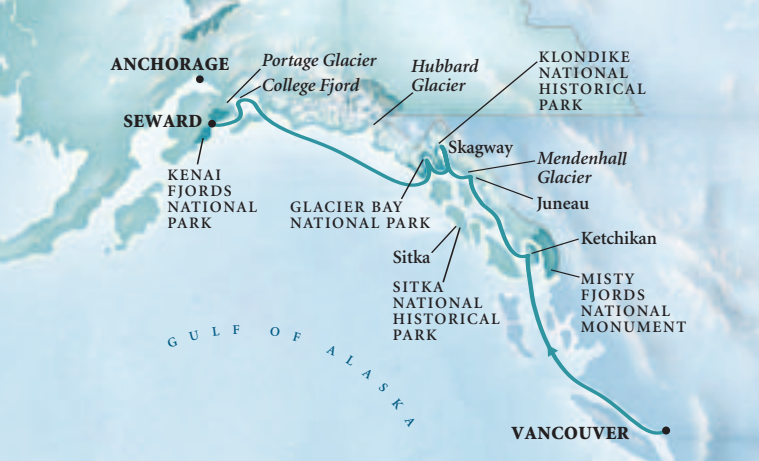 ANCHORAGE
Portage Glacier
College Fjord
Hubbard
Glacier
KLONDIKE
NATIONAL
HISTORICAL
PARK
SEWARD
Skagway
Mendenhall
Glacier
KENAI
FJORDS
NATIONAL
PARK
GLACIER BAY
NATIONAL PARK
Juneau
Ketchikan
Sitka
SITKA
NATIONAL
HISTORICAL
PARK
MISTY
FJORDS
NATIONAL
MONUMENT
GULF OF ALASKA
VANCOUVER